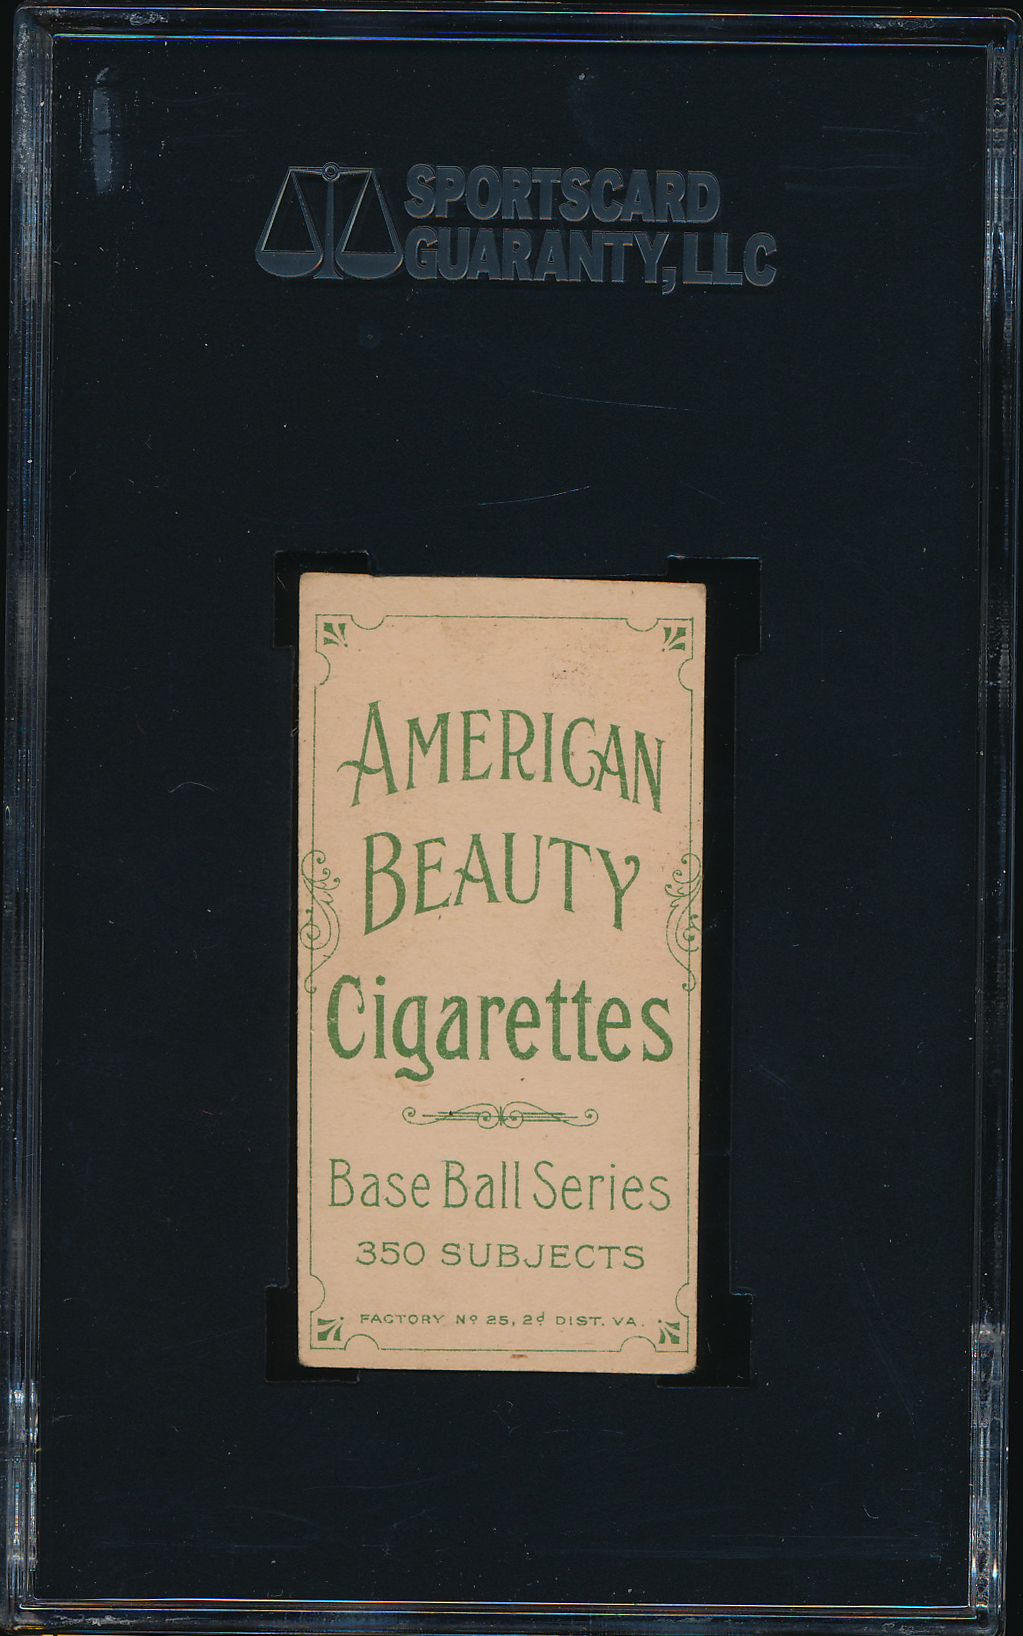 SPORTSCARD
GUARANTY, LLC
AMERICAN
BEAUTY
Cigarettes
Base Ball Series
350 SUBJECTS
FACTORY Nº 25, 2d DIST. VA.